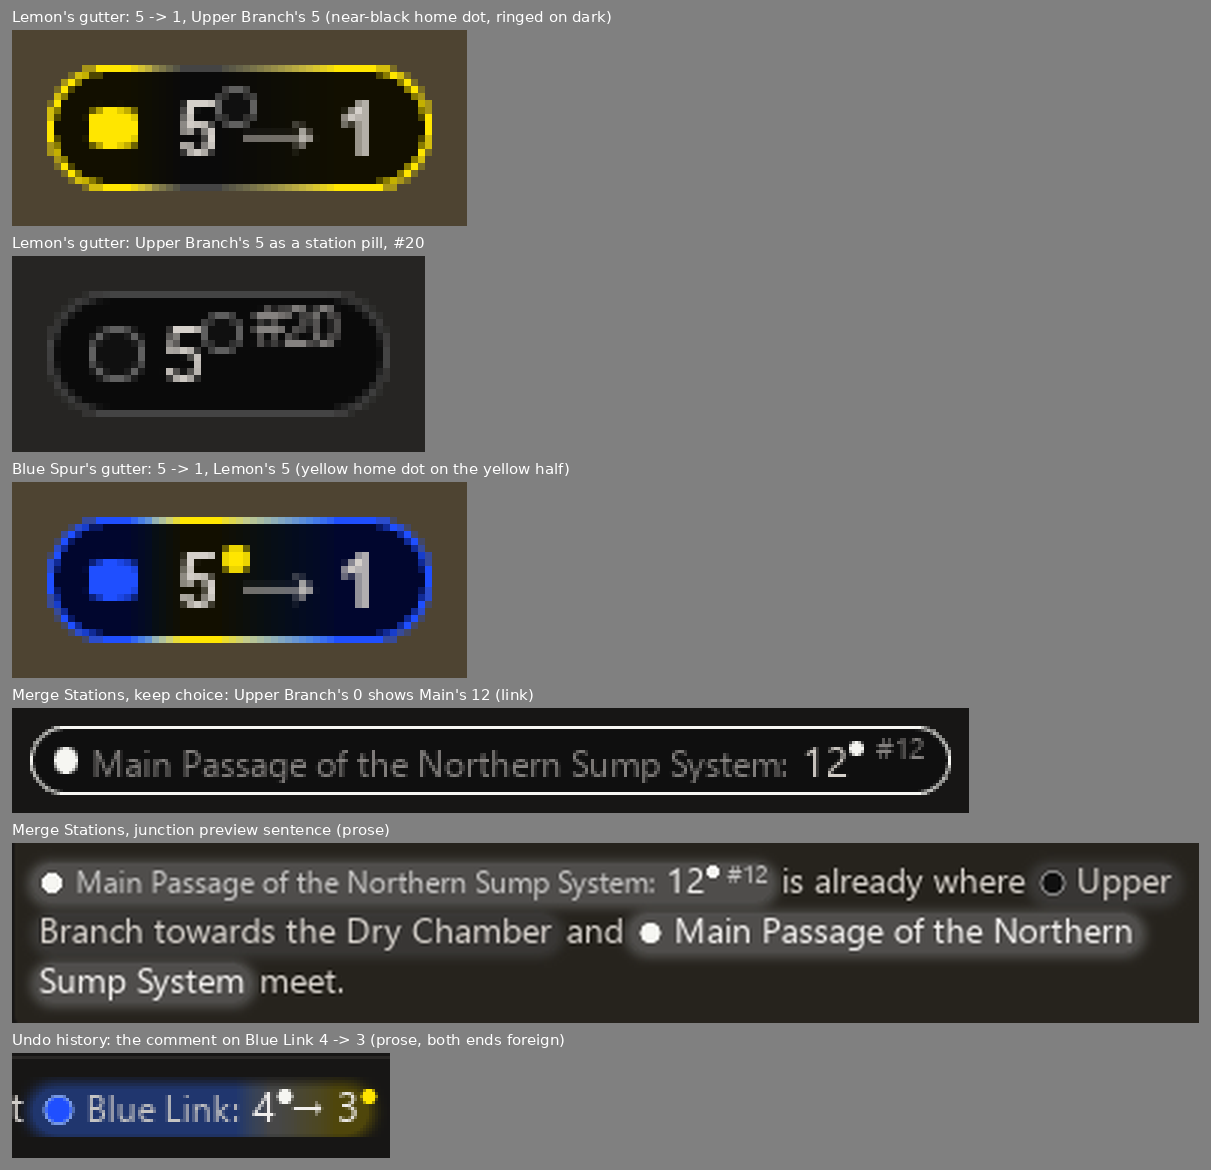 Lemon's gutter: 5 -> 1, Upper Branch's 5 (near-black home dot, ringed on dark)
5 → 1
Lemon's gutter: Upper Branch's 5 as a station pill, #20
5 #20
Blue Spur's gutter: 5 -> 1, Lemon's 5 (yellow home dot on the yellow half)
5 → 1
Merge Stations, keep choice: Upper Branch's 0 shows Main's 12 (link)
Main Passage of the Northern Sump System: 12 #12
Merge Stations, junction preview sentence (prose)
Main Passage of the Northern Sump System: 12 #12 is already where Upper
Branch towards the Dry Chamber and Main Passage of the Northern
Sump System meet.
Undo history: the comment on Blue Link 4 -> 3 (prose, both ends foreign)
t Blue Link: 4 → 3